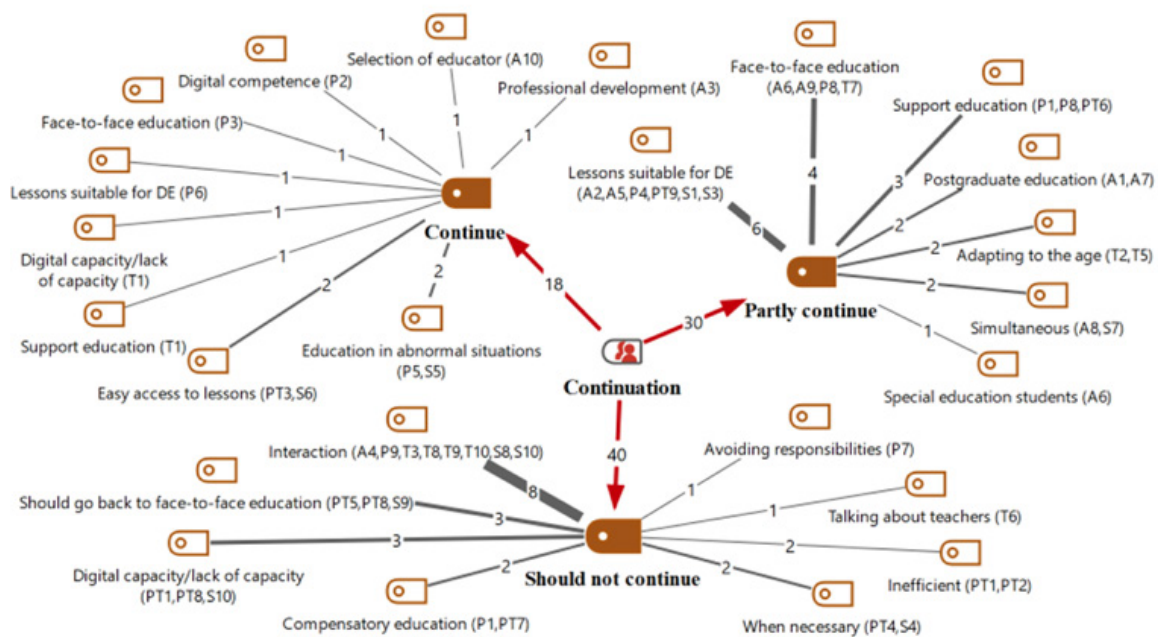 Selection of educator (A10)
Digital competence (P2)
Professional development (A3)
Face-to-face education (P3)
Lessons suitable for DE (P6)
Digital capacity/lack
of capacity (T1)
Support education (T1)
Easy access to lessons (PT3,S6)
Education in abnormal situations
(P5,S5)
1
1
1
1
1
1
1
2
2
Continue
18
Face-to-face education
(A6,A9,P8,T7)
Support education (P1,P8,PT6)
Lessons suitable for DE
(A2,A5,P4,PT9,S1,S3)
Postgraduate education (A1,A7)
Adapting to the age (T2,T5)
Simultaneous (A8,S7)
Special education students (A6)
6
4
3
2
2
2
1
Partly continue
30
Continuation
40
Interaction (A4,P9,T3,T8,T9,T10,S8,S10)
Avoiding responsibilities (P7)
Should go back to face-to-face education (PT5,PT8,S9)
Talking about teachers (T6)
Digital capacity/lack of capacity
(PT1,PT8,S10)
Inefficient (PT1,PT2)
Compensatory education (P1,PT7)
When necessary (PT4,S4)
8
3
3
2
1
1
2
2
Should not continue